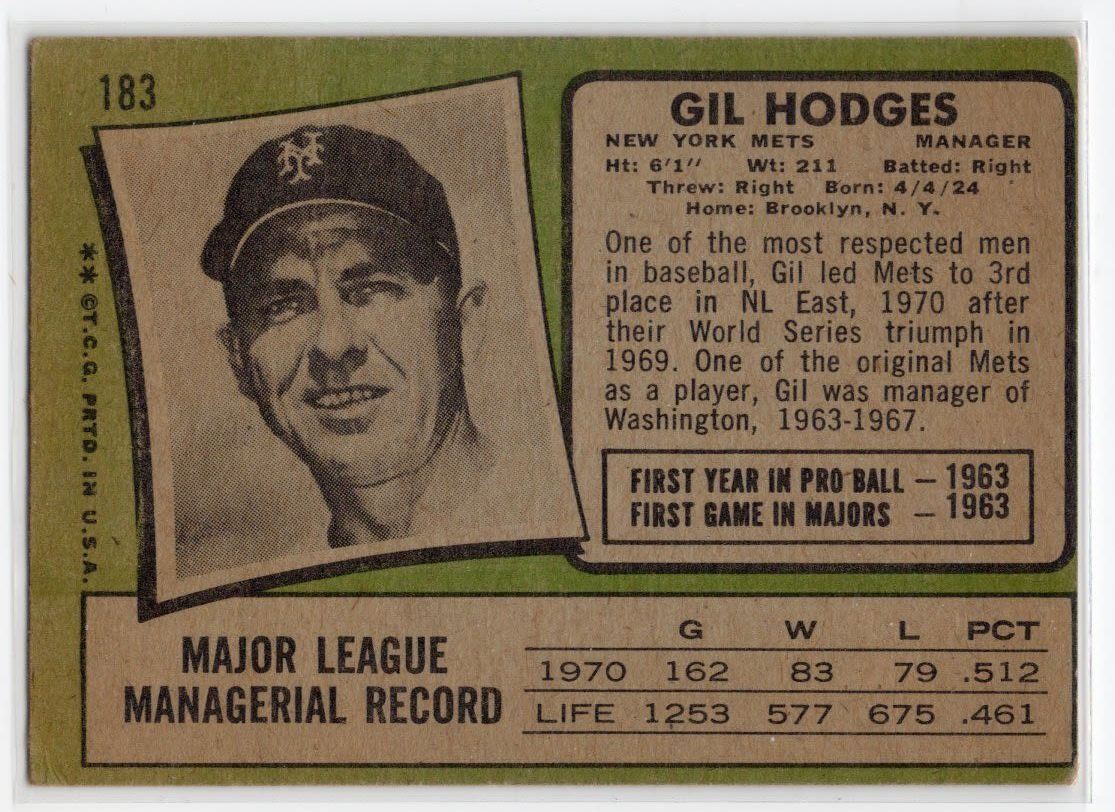 183
GIL HODGES
NEW YORK METS MANAGER
Ht: 6'1" Wt: 211 Batted: Right
Threw: Right Born: 4/4/24
Home: Brooklyn, N. Y.
One of the most respected men
in baseball, Gil led Mets to 3rd
place in NL East, 1970 after
their World Series triumph in
1969. One of the original Mets
as a player, Gil was manager of
Washington, 1963-1967.
FIRST YEAR IN PRO BALL — 1963
FIRST GAME IN MAJORS — 1963
NY
** ©T.C.G. PRTD. IN U.S.A.
MAJOR LEAGUE
MANAGERIAL RECORD
G W L PCT
1970 162 83 79 .512
LIFE 1253 577 675 .461